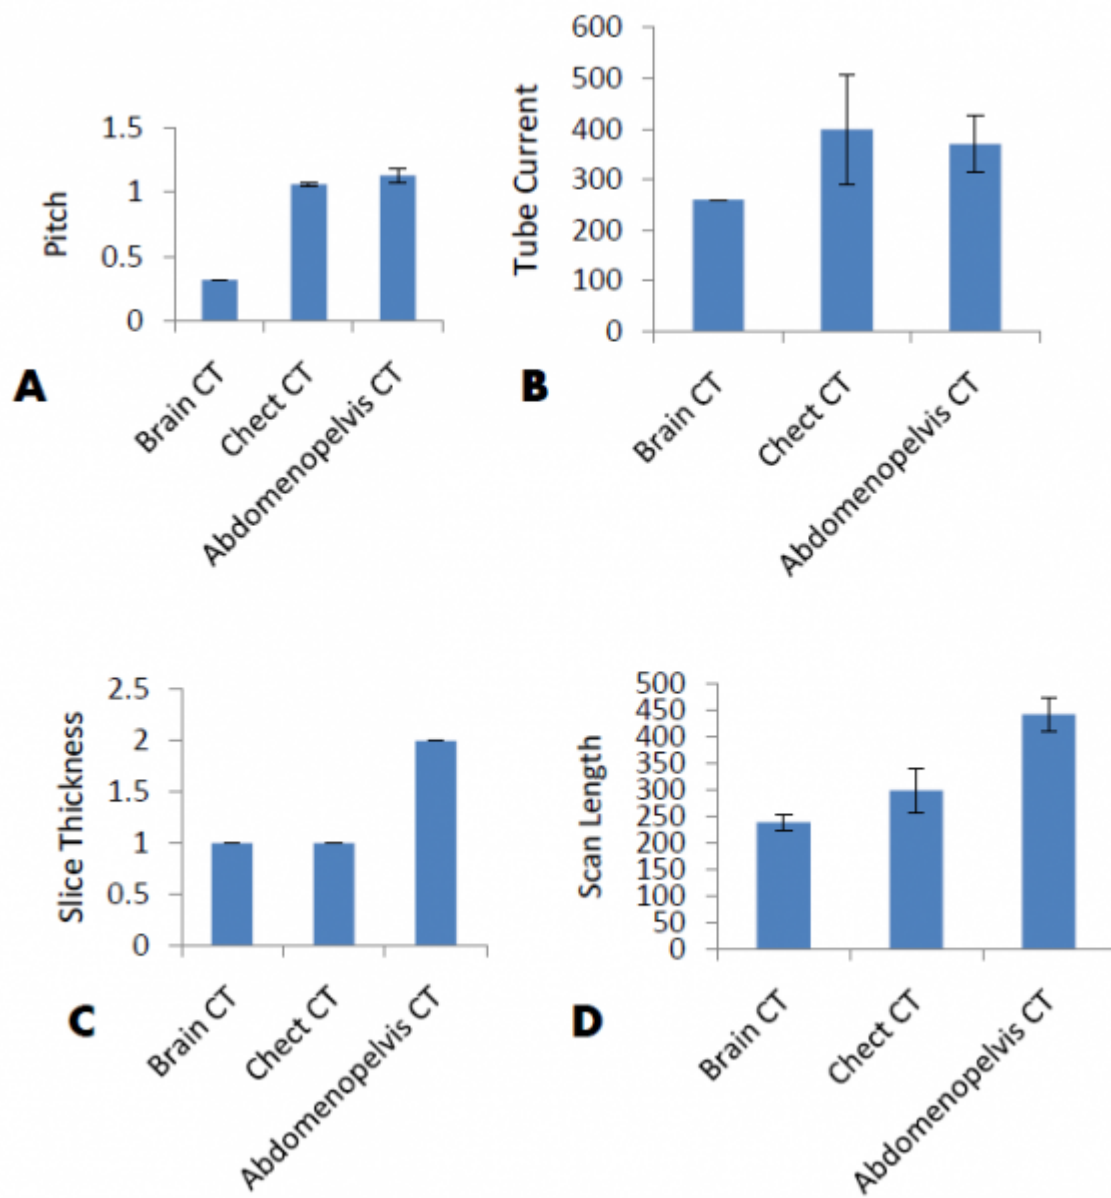 1.5
1
0.5
0
Pitch
Brain CT
Chect CT
Abdomenopelvis CT
A
600
500
400
300
200
100
0
Tube Current
Brain CT
Chect CT
Abdomenopelvis CT
B
2.5
2
1.5
1
0.5
0
Slice Thickness
Brain CT
Chect CT
Abdomenopelvis CT
C
500
450
400
350
300
250
200
150
100
50
0
Scan Length
Brain CT
Chect CT
Abdomenopelvis CT
D